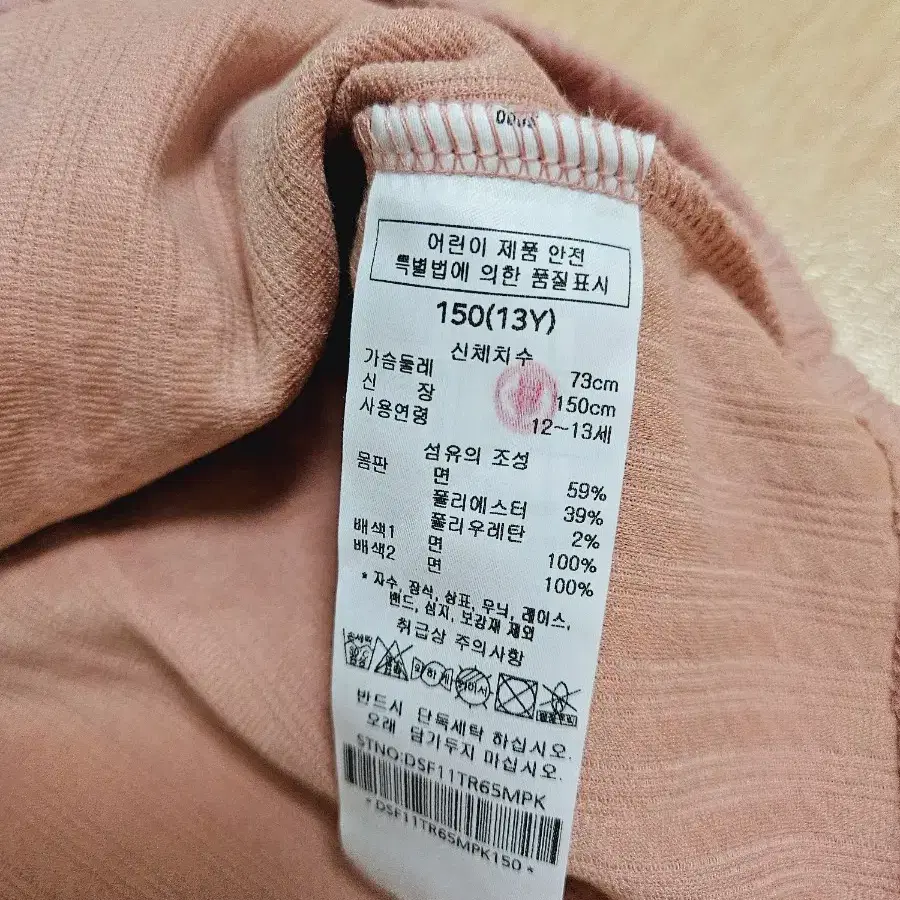 어린이 제품 안전
특별법에 의한 품질표시
150(13Y)
신체치수
가슴둘레 73cm
신 장 150cm
사용연령 12~13세
섬유의 조성
몸판 면 59%
폴리에스터 39%
폴리우레탄 2%
배색1 면 100%
배색2 면 100%
* 자수, 장식, 상표, 무늬, 레이스,
밴드, 심지, 보강재 제외
취급상 주의사항
반드시 단독세탁 하십시오.
오래 담가두지 마십시오.
STNO:DSF11TR65MPK
*DSF11TR65MPK150*